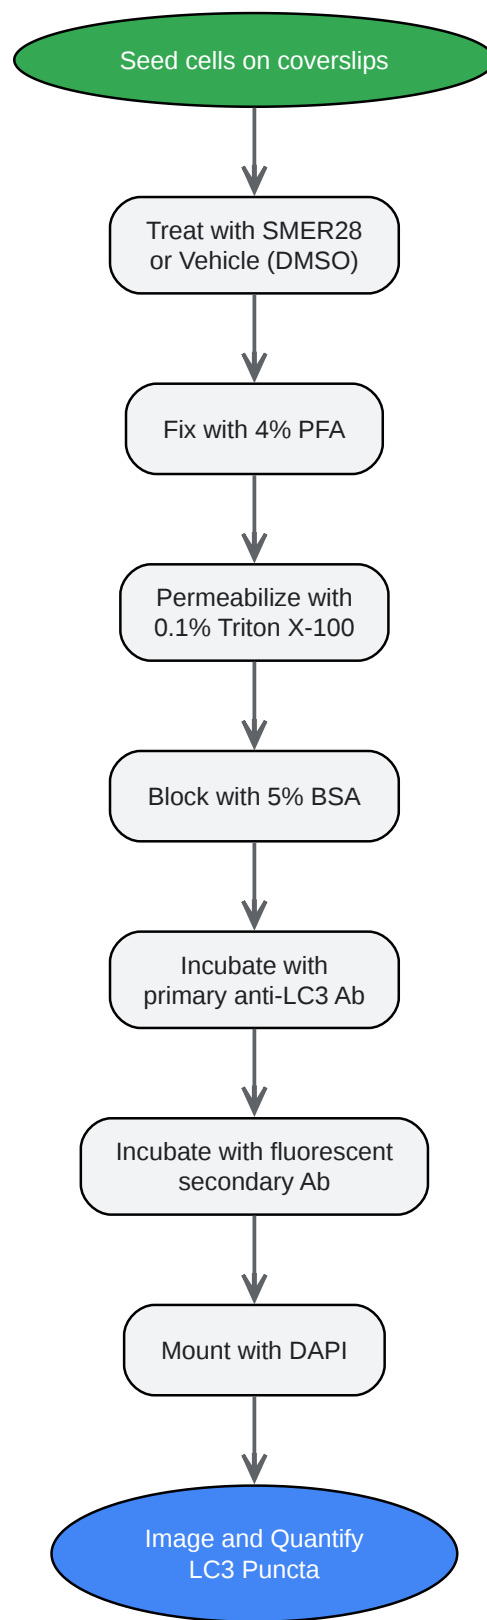 Seed cells on coverslips
Treat with SMER28
or Vehicle (DMSO)
Fix with 4% PFA
Permeabilize with
0.1% Triton X-100
Block with 5% BSA
Incubate with
primary anti-LC3 Ab
Incubate with fluorescent
secondary Ab
Mount with DAPI
Image and Quantify
LC3 Puncta